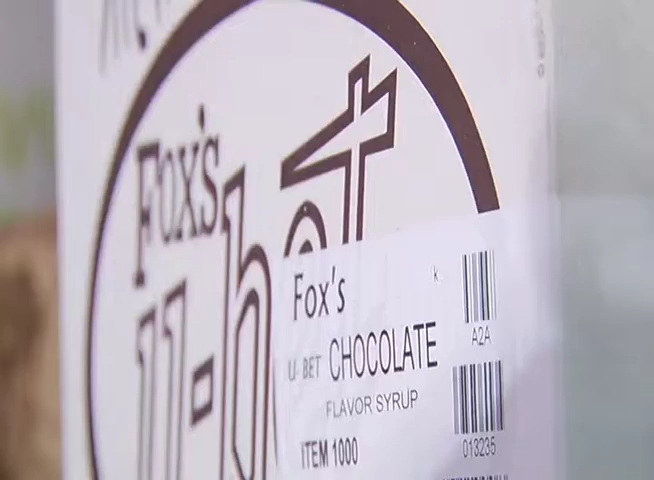 Fox's
u-bet
Fox's
k
U- BET CHOCOLATE
FLAVOR SYRUP
ITEM 1000
A2A
013235